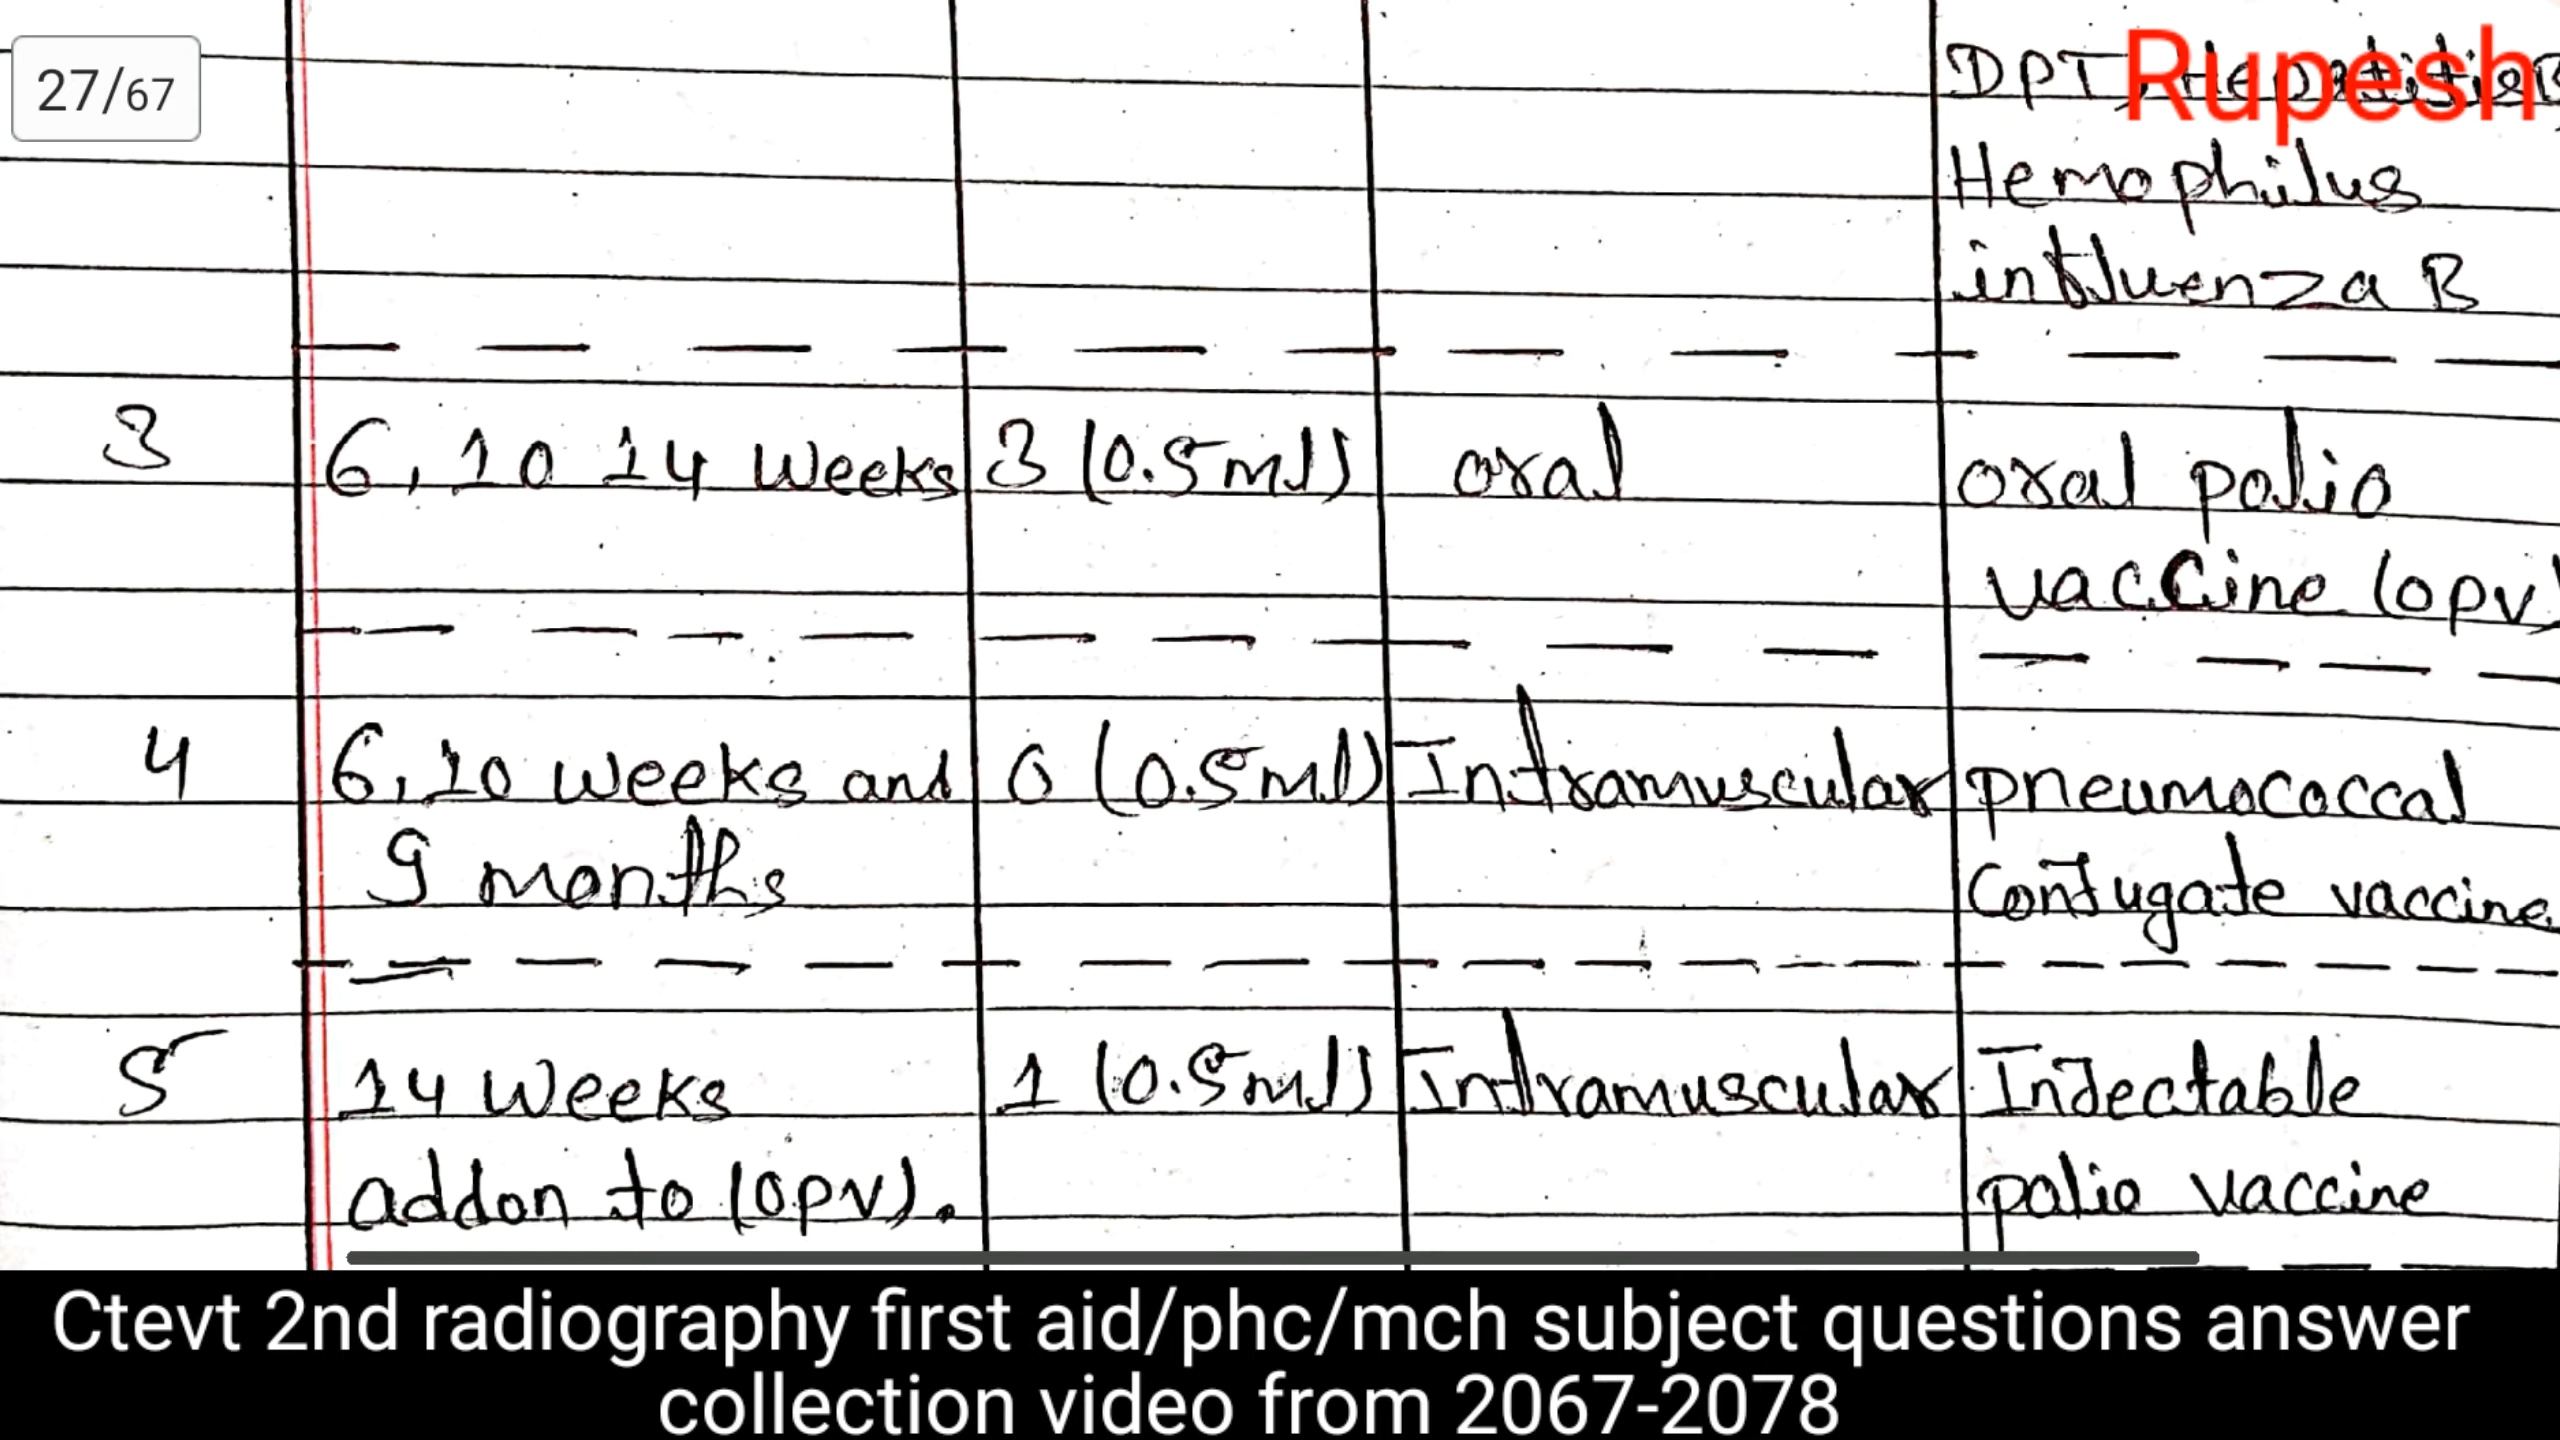 27/67
Rupesh
DPT, HepatitisB,
Hemophilus
influenza B
3 6, 10 14 Weeks 3 (0.5ml) oral oral polio
vaccine (opv)
4 6,10 weeks and 0 (0.5ml) Intramuscular pneumococcal
9 months Conjugate vaccine
5 14 Weeks 1 (0.5ml) Intramuscular Injectable
addon to (opv). polio vaccine
Ctevt 2nd radiography first aid/phc/mch subject questions answer
collection video from 2067-2078